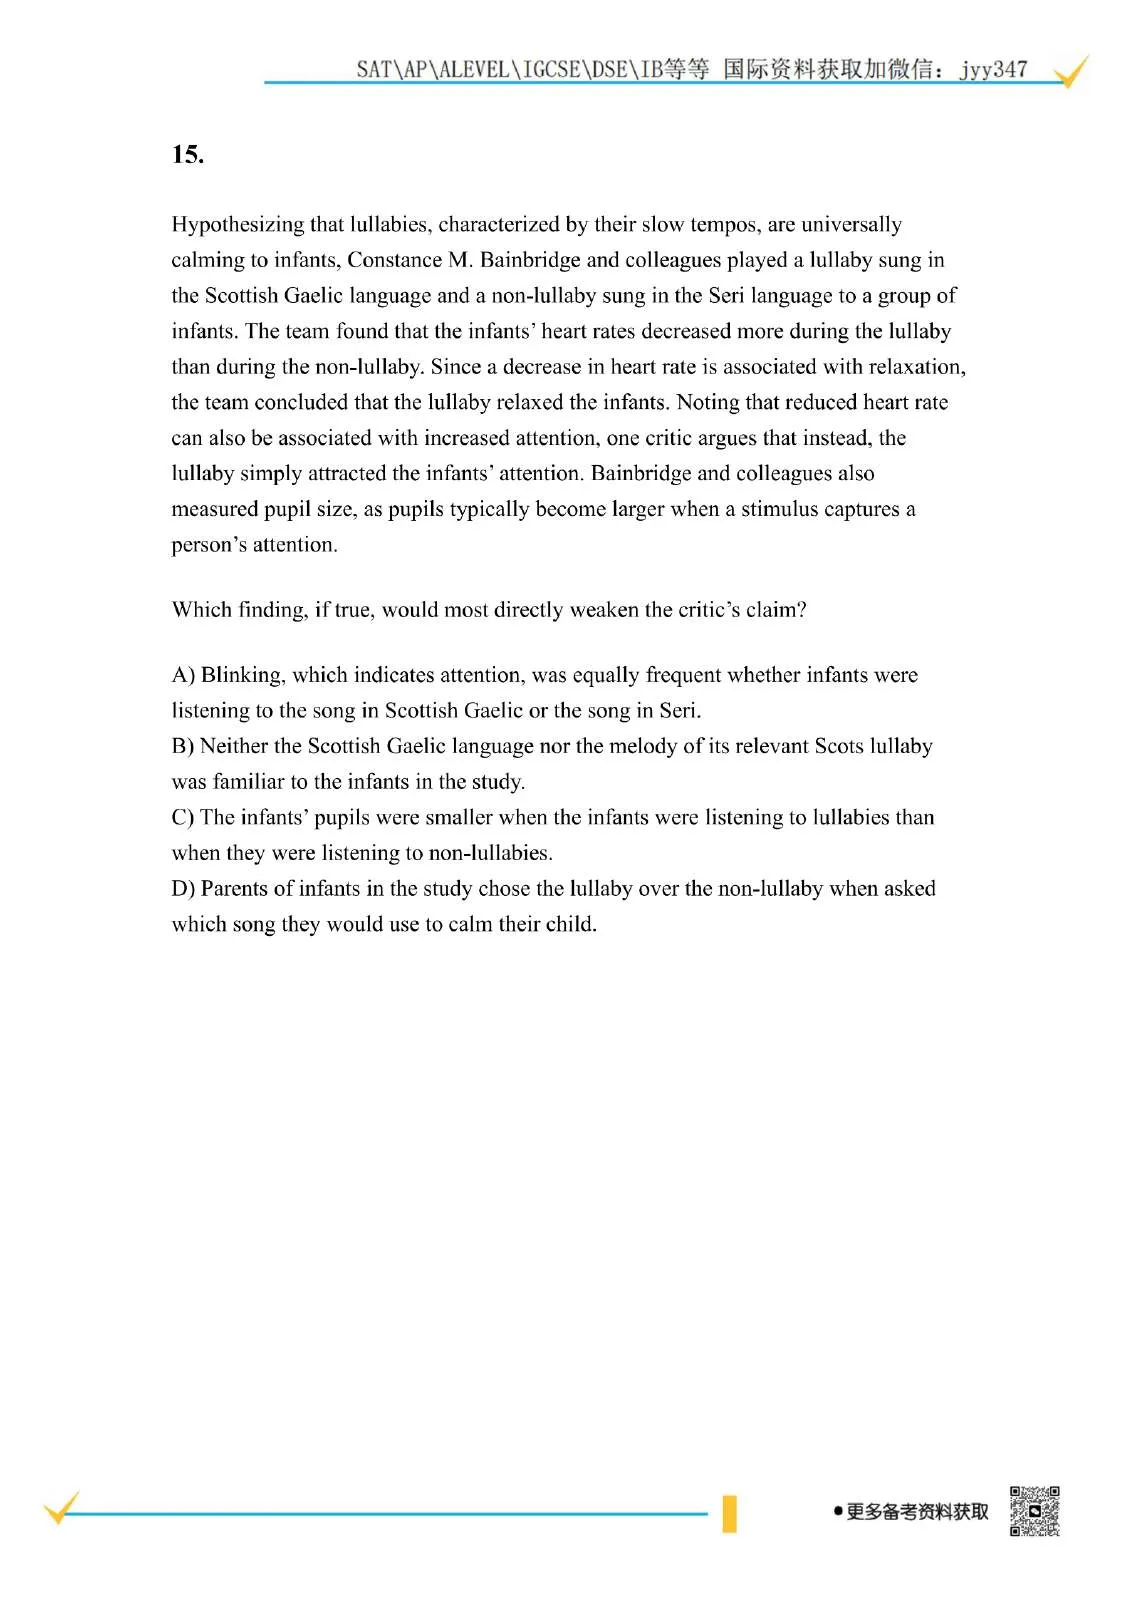 SAT\AP\ALEVEL\IGCSE\DSE\IB等等 国际资料获取加微信：jyy347
15.
Hypothesizing that lullabies, characterized by their slow tempos, are universally
calming to infants, Constance M. Bainbridge and colleagues played a lullaby sung in
the Scottish Gaelic language and a non-lullaby sung in the Seri language to a group of
infants. The team found that the infants’ heart rates decreased more during the lullaby
than during the non-lullaby. Since a decrease in heart rate is associated with relaxation,
the team concluded that the lullaby relaxed the infants. Noting that reduced heart rate
can also be associated with increased attention, one critic argues that instead, the
lullaby simply attracted the infants’ attention. Bainbridge and colleagues also
measured pupil size, as pupils typically become larger when a stimulus captures a
person’s attention.
Which finding, if true, would most directly weaken the critic’s claim?
A) Blinking, which indicates attention, was equally frequent whether infants were
listening to the song in Scottish Gaelic or the song in Seri.
B) Neither the Scottish Gaelic language nor the melody of its relevant Scots lullaby
was familiar to the infants in the study.
C) The infants’ pupils were smaller when the infants were listening to lullabies than
when they were listening to non-lullabies.
D) Parents of infants in the study chose the lullaby over the non-lullaby when asked
which song they would use to calm their child.
•更多备考资料获取